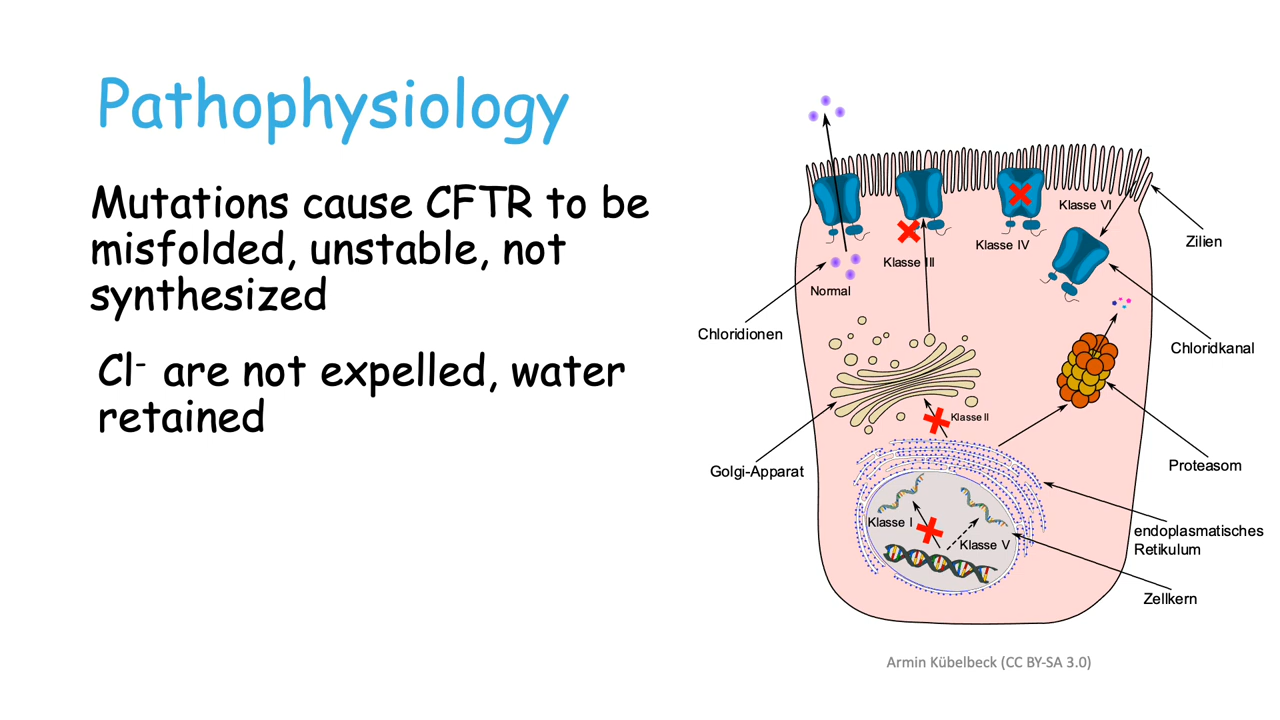 Pathophysiology
Mutations cause CFTR to be
misfolded, unstable, not
synthesized
Cl- are not expelled, water
retained
Klasse VI
Zilien
Klasse IV
Klasse III
Normal
Chloridionen
Chloridkanal
Klasse II
Golgi-Apparat
Proteasom
Klasse I
Klasse V
endoplasmatisches
Retikulum
Zellkern
Armin Kübelbeck (CC BY-SA 3.0)